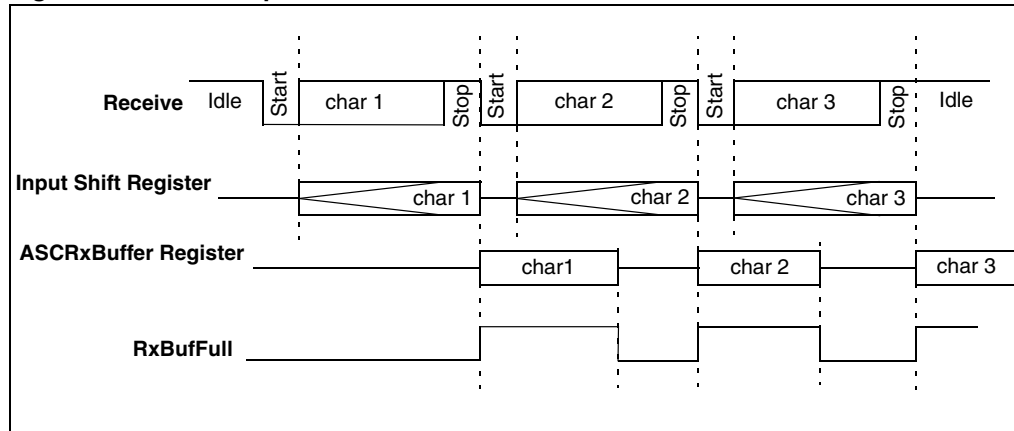 Receive Idle Start char 1 Stop Start char 2 Stop Start char 3 Stop Idle
Input Shift Register char 1 char 2 char 3
ASCRxBuffer Register char1 char 2 char 3
RxBufFull